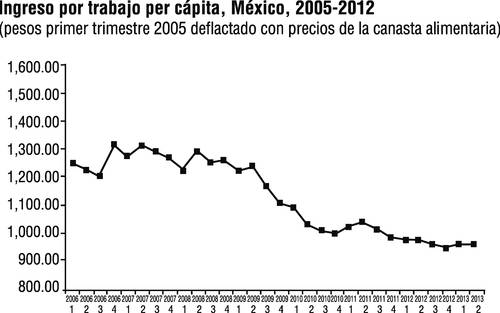 Ingreso por trabajo per cápita, México, 2005-2012
(pesos primer trimestre 2005 deflactado con precios de la canasta alimentaria)
1,600.00
1,500.00
1,400.00
1,300.00
1,200.00
1,100.00
1,000.00
900.00
800.00
2006 2006 2006 2006 2007 2007 2007 2007 2008 2008 2008 2008 2009 2009 2009 2009 2010 2010 2010 2010 2011 2011 2011 2011 2012 2012 2012 2012 2013 2013
1 2 3 4 1 2 3 4 1 2 3 4 1 2 3 4 1 2 3 4 1 2 3 4 1 2 3 4 1 2